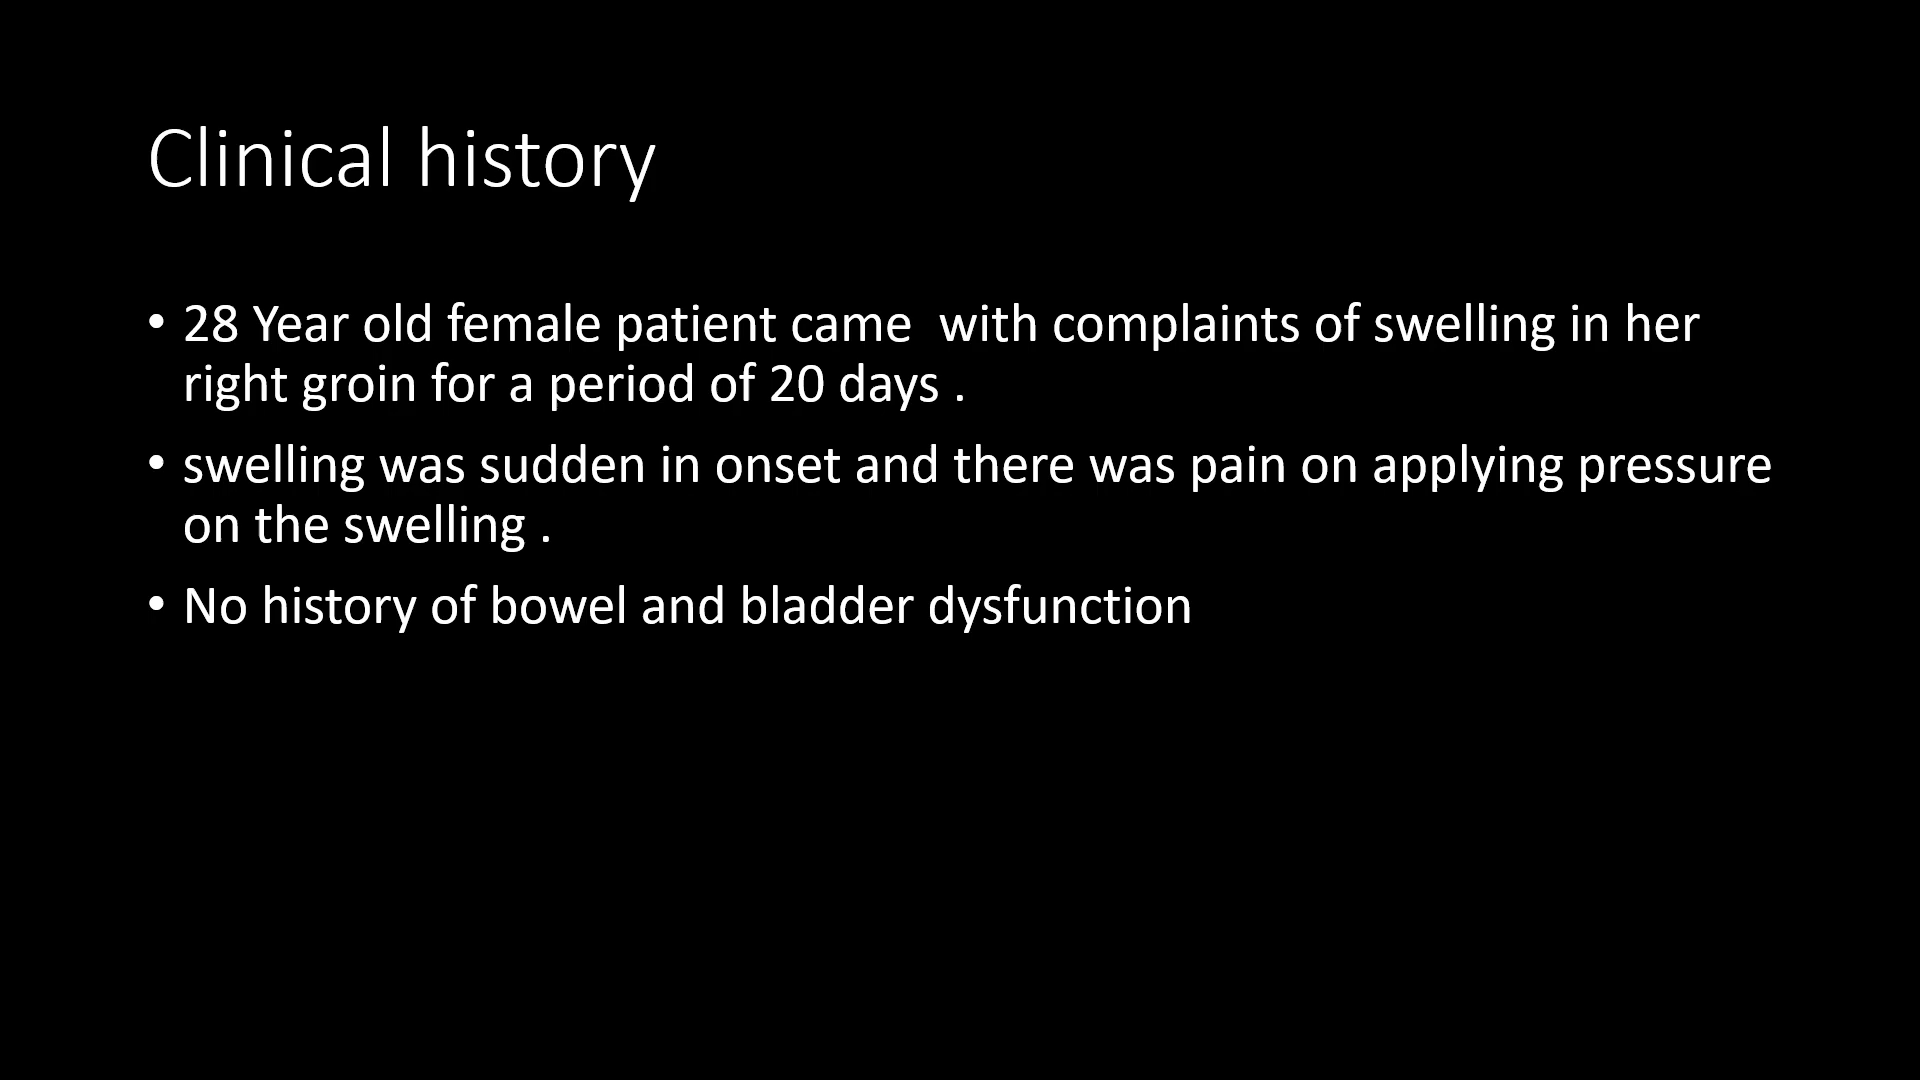 Clinical history
• 28 Year old female patient came  with complaints of swelling in her
right groin for a period of 20 days .
• swelling was sudden in onset and there was pain on applying pressure
on the swelling .
• No history of bowel and bladder dysfunction